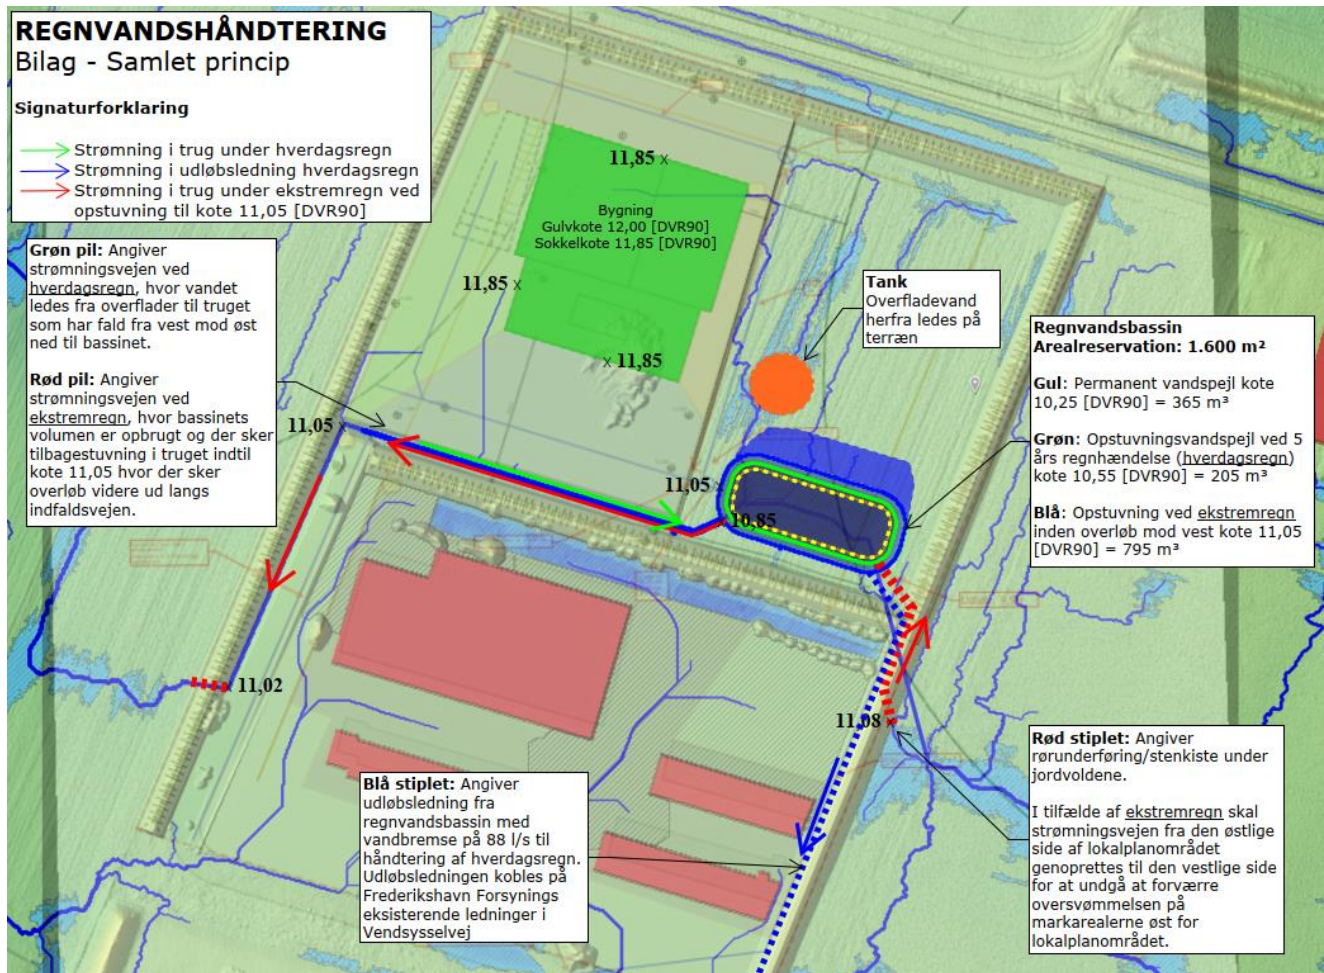 REGNVANDSHÅNDTERING
Bilag - Samlet princip
Signaturforklaring
Strømning i trug under hverdagsregn
Strømning i udløbsledning hverdagsregn
Strømning i trug under ekstremregn ved
opstuvning til kote 11,05 [DVR90]
Grøn pil: Angiver
strømningsvejen ved
hverdagsregn, hvor vandet
ledes fra overflader til truget
som har fald fra vest mod øst
ned til bassinet.
Rød pil: Angiver
strømningsvejen ved
ekstremregn, hvor bassinets
volumen er opbrugt og der sker
tilbagestuvning i truget indtil
kote 11,05 hvor der sker
overløb videre ud langs
indfaldsvejen.
11,85 x
Bygning
Gulvkote 12,00 [DVR90]
Sokkelkote 11,85 [DVR90]
11,85 x
x 11,85
Tank
Overfladevand
herfra ledes på
terræn
Regnvandsbassin
Arealreservation: 1.600 m²
Gul: Permanent vandspejl kote
10,25 [DVR90] = 365 m³
Grøn: Opstuvningsvandspejl ved 5
års regnhændelse (hverdagsregn)
kote 10,55 [DVR90] = 205 m³
Blå: Opstuvning ved ekstremregn
inden overløb mod vest kote 11,05
[DVR90] = 795 m³
11,05 x
11,05 x
10,85
11,02
11,08 x
Blå stiplet: Angiver
udløbsledning fra
regnvandsbassin med
vandbremse på 88 l/s til
håndtering af hverdagsregn.
Udløbsledningen kobles på
Frederikshavn Forsynings
eksisterende ledninger i
Vendsysselvej
Rød stiplet: Angiver
rørunderføring/stenkiste under
jordvoldene.
I tilfælde af ekstremregn skal
strømningsvejen fra den østlige
side af lokalplanområdet
genoprettes til den vestlige side
for at undgå at forværre
oversvømmelsen på
markarealerne øst for
lokalplanområdet.